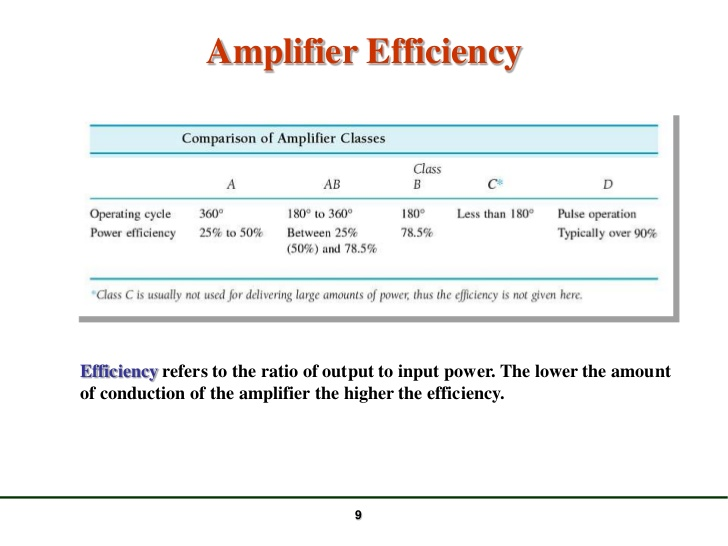 Amplifier Efficiency
Comparison of Amplifier Classes
Class
A AB B C* D
Operating cycle 360° 180° to 360° 180° Less than 180° Pulse operation
Power efficiency 25% to 50% Between 25% 78.5% Typically over 90%
(50%) and 78.5%
*Class C is usually not used for delivering large amounts of power, thus the efficiency is not given here.
Efficiency refers to the ratio of output to input power. The lower the amount
of conduction of the amplifier the higher the efficiency.
9